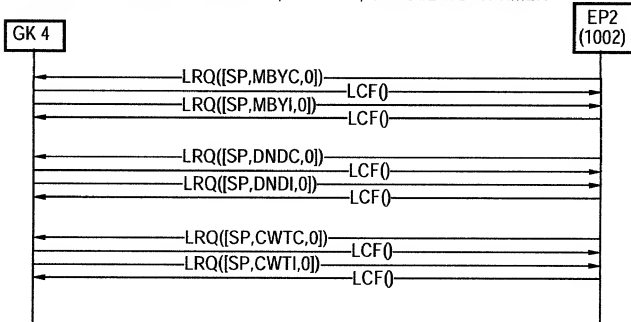 GK 4
EP2
(1002)
LRQ([SP,MBYC,0])
LCF()
LRQ([SP,MBYI,0])
LCF()
LRQ([SP,DNDC,0])
LCF()
LRQ([SP,DNDI,0])
LCF()
LRQ([SP,CWTC,0])
LCF()
LRQ([SP,CWTI,0])
LCF()